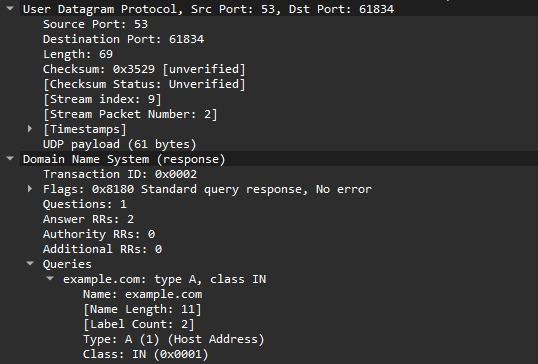 User Datagram Protocol, Src Port: 53, Dst Port: 61834
Source Port: 53
Destination Port: 61834
Length: 69
Checksum: 0x3529 [unverified]
[Checksum Status: Unverified]
[Stream index: 9]
[Stream Packet Number: 2]
[Timestamps]
UDP payload (61 bytes)
Domain Name System (response)
Transaction ID: 0x0002
Flags: 0x8180 Standard query response, No error
Questions: 1
Answer RRs: 2
Authority RRs: 0
Additional RRs: 0
Queries
example.com: type A, class IN
Name: example.com
[Name Length: 11]
[Label Count: 2]
Type: A (1) (Host Address)
Class: IN (0x0001)